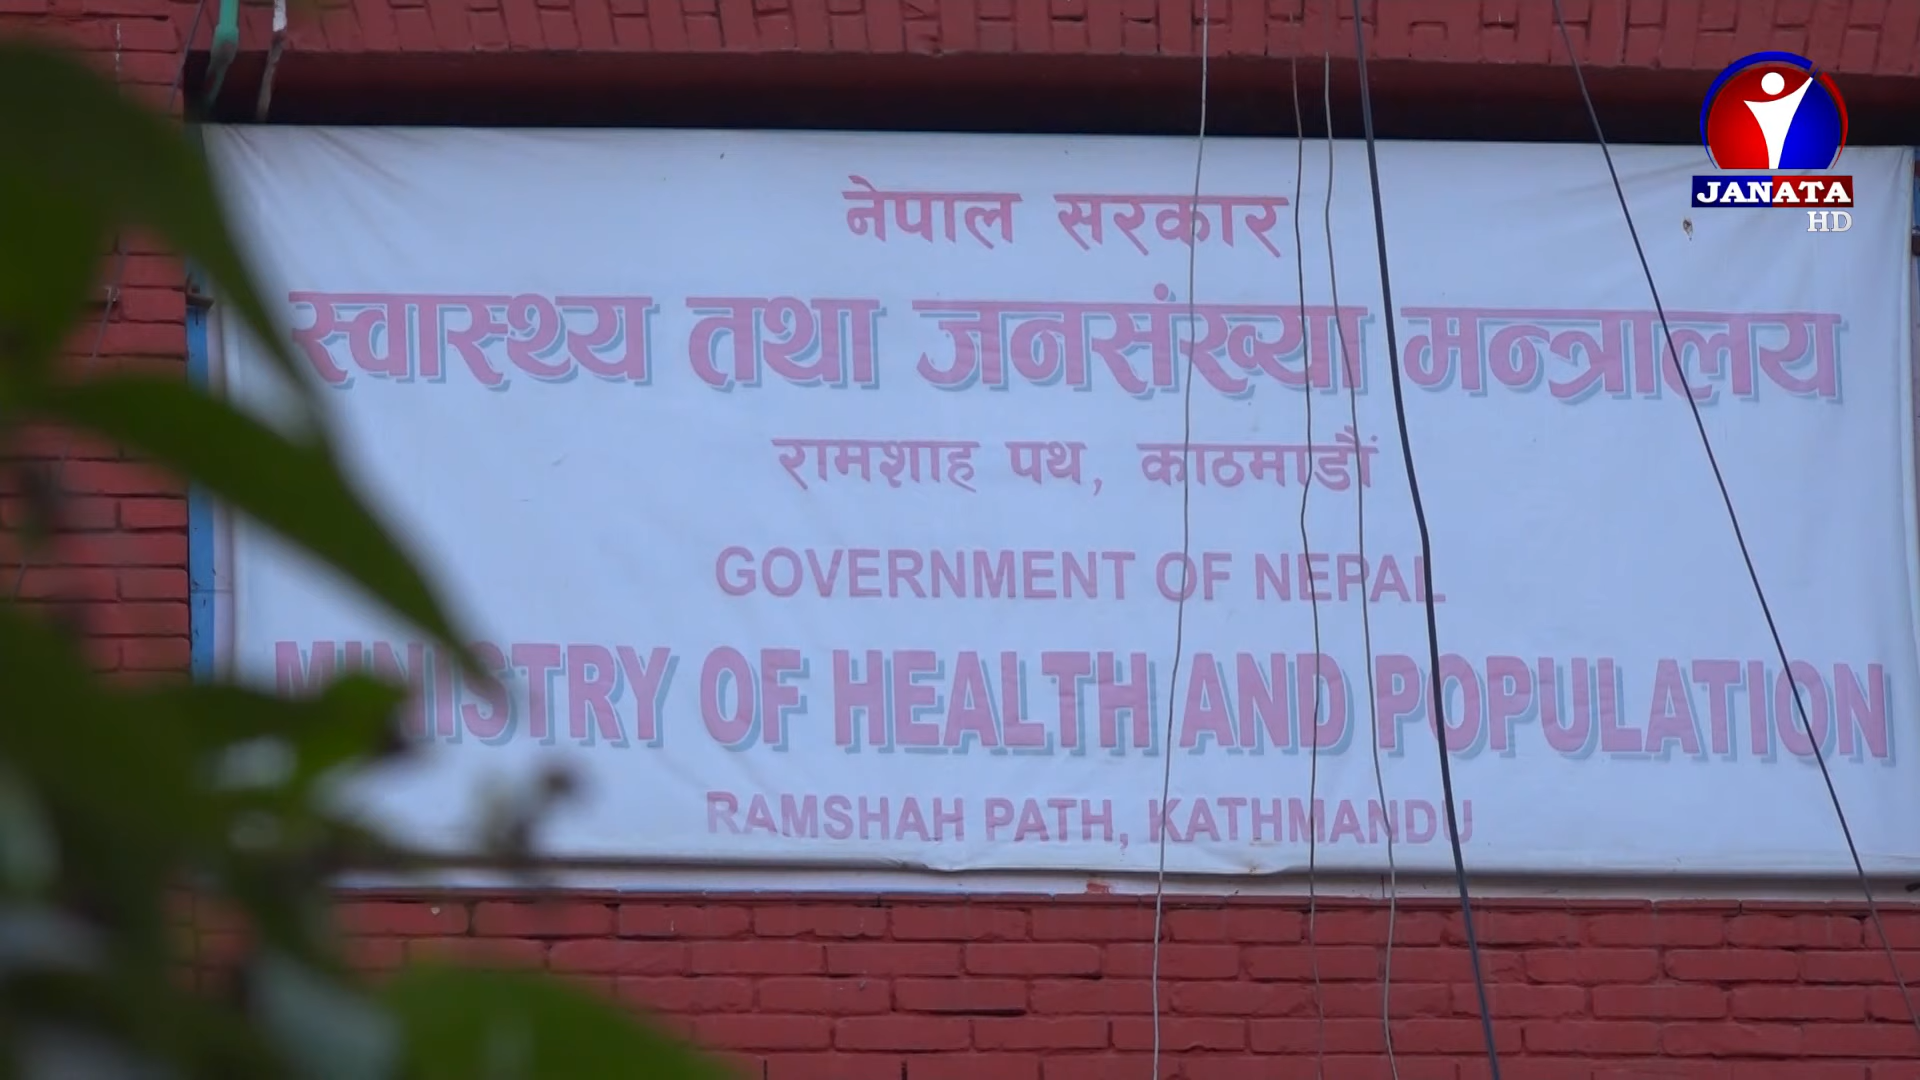 नेपाल सरकार
स्वास्थ्य तथा जनसंख्या मन्त्रालय
रामशाह पथ, काठमाडौं
GOVERNMENT OF NEPAL
MINISTRY OF HEALTH AND POPULATION
RAMSHAH PATH, KATHMANDU
JANATA
HD